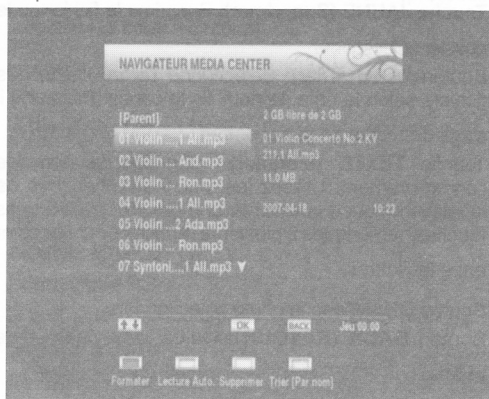 NAVIGATEUR MEDIA CENTER
[Parent]
01 Violin ....1 All.mp3
02 Violin ... And.mp3
03 Violin ... Ron.mp3
04 Violin ....1 All.mp3
05 Violin ...2 Ada.mp3
06 Violin ... Ron.mp3
07 Synfoni....1 All.mp3
2 GB libre de 2 GB
01 Violin Concerto No.2 KV
211.1 All.mp3
11.0 MB
2007-04-18 10:23
OK BACK Jeu 00:00
Formater Lecture Auto. Supprimer Trier [Par nom]